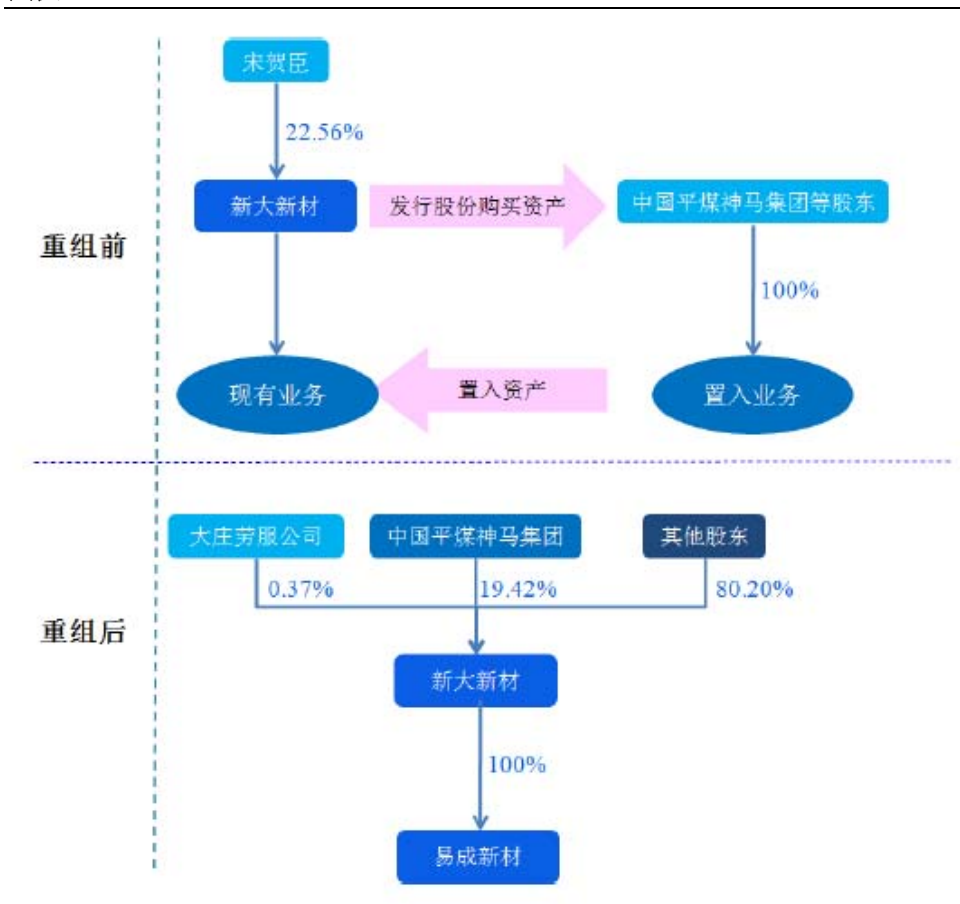 宋贺臣
22.56%
新大新材
发行股份购买资产
中国平煤神马集团等股东
重组前
100%
现有业务
置入资产
置入业务
大庄劳服公司
中国平煤神马集团
其他股东
0.37%
19.42%
80.20%
重组后
新大新材
100%
易成新材